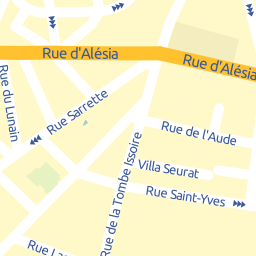 Rue d'Alésia
Rue d'Alésia
Rue du Lunain
Rue Sarrette
Rue de l'Aude
Rue de la Tombe Issoire
Villa Seurat
Rue Saint-Yves
Rue